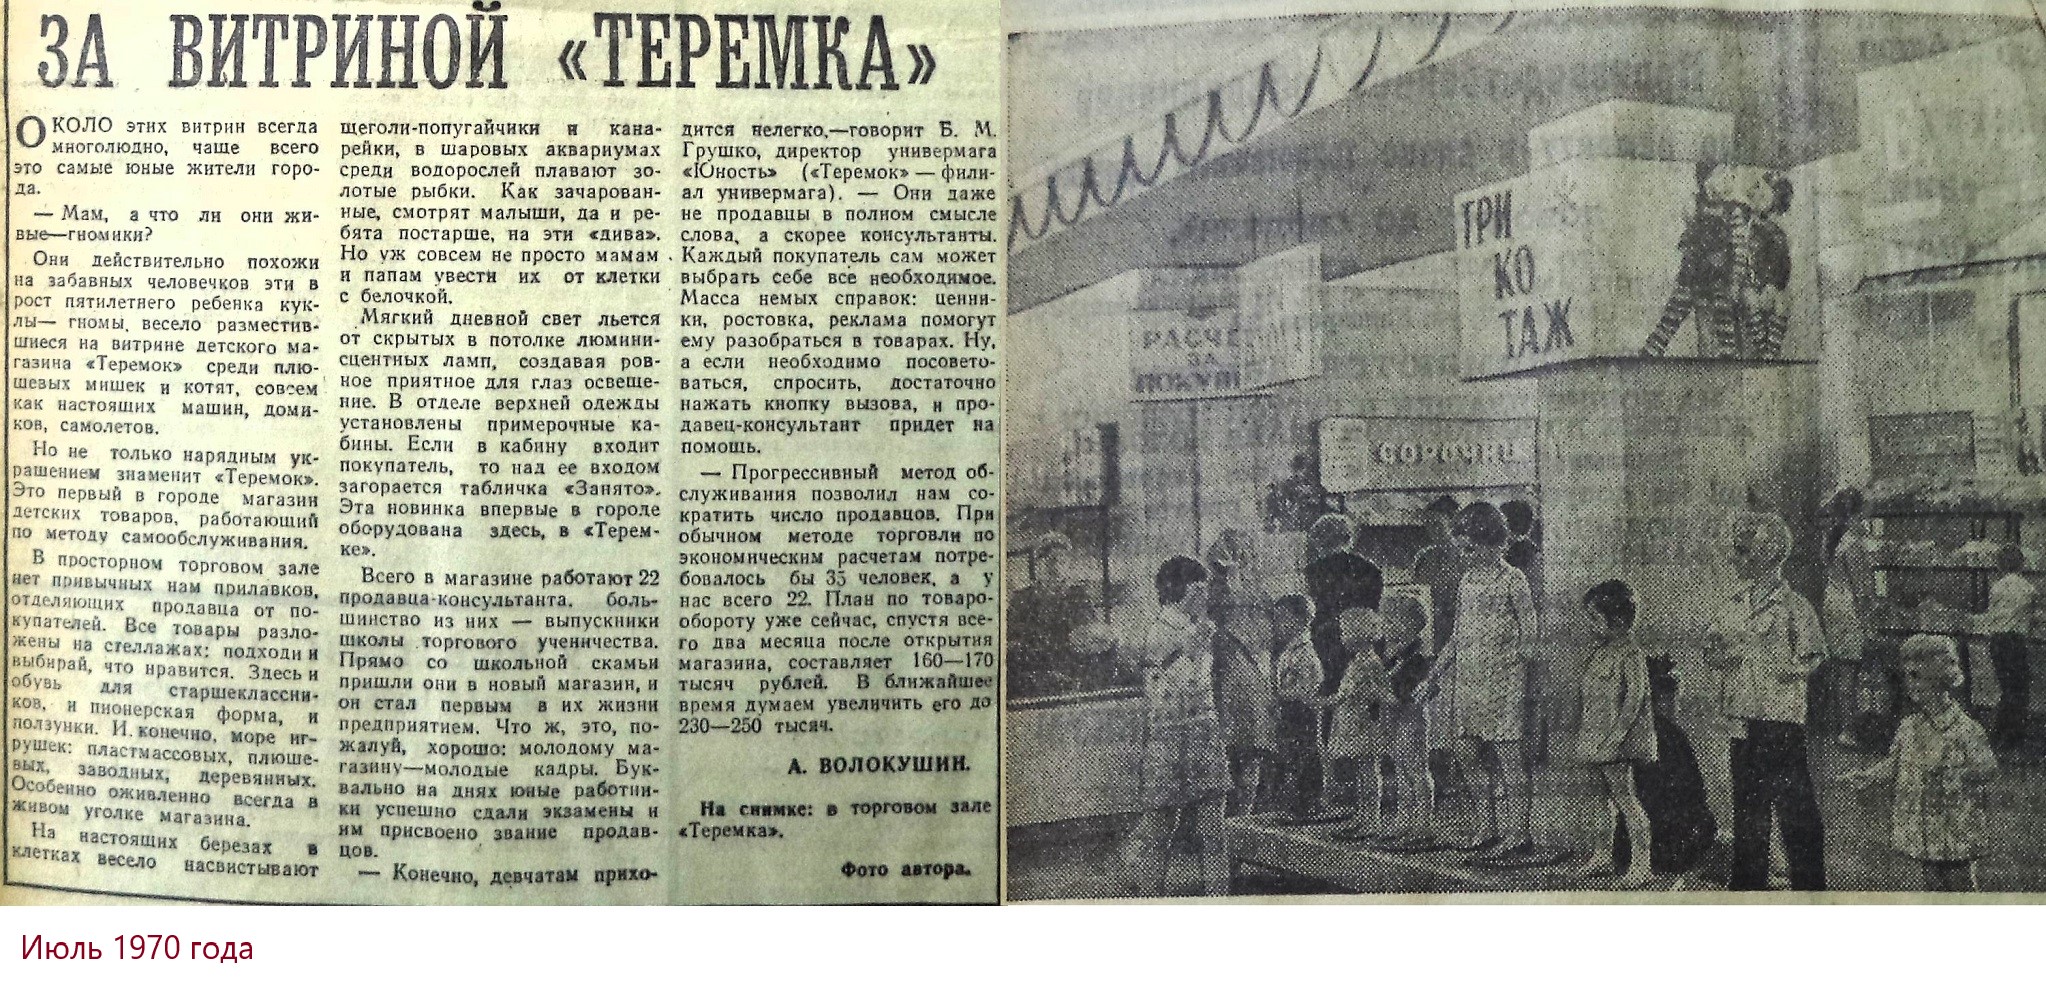 ЗА ВИТРИНОЙ «ТЕРЕМКА»
ОКОЛО этих витрин всегда
многолюдно, чаще всего
это самые юные жители горо-
да.
— Мам, а что ли они жи-
вые—гномики?
Они действительно похожи
на забавных человечков эти в
рост пятилетнего ребенка кук-
лы— гномы, весело разместив-
шиеся на витрине детского ма-
газина «Теремок» среди плю-
шевых мишек и котят, совсем
как настоящих машин, доми-
ков, самолетов.
Но не только нарядным ук-
рашением знаменит «Теремок».
Это первый в городе магазин
детских товаров, работающий
по методу самообслуживания.
В просторном торговом зале
нет привычных нам прилавков,
отделяющих продавца от по-
купателей. Все товары разло-
жены на стеллажах: подходи и
выбирай, что нравится. Здесь и
обувь для старшеклассни-
ков, и пионерская форма, и
ползунки. И, конечно, море иг-
рушек: пластмассовых, плюше-
вых, заводных, деревянных.
Особенно оживленно всегда в
живом уголке магазина.
На настоящих березах в
клетках весело насвистывают
щеголи-попугайчики и кана-
рейки, в шаровых аквариумах
среди водорослей плавают зо-
лотые рыбки. Как зачарован-
ные, смотрят малыши, да и ре-
бята постарше, на эти «дива».
Но уж совсем не просто мамам
и папам увести их от клетки
с белочкой.
Мягкий дневной свет льется
от скрытых в потолке люмини-
сцентных ламп, создавая ров-
ное приятное для глаз освеще-
ние. В отделе верхней одежды
установлены примерочные ка-
бины. Если в кабину входит
покупатель, то над ее входом
загорается табличка «Занято».
Эта новинка впервые в городе
оборудована здесь, в «Терем-
ке».
Всего в магазине работают 22
продавца-консультанта, боль-
шинство из них — выпускники
школы торгового ученичества.
Прямо со школьной скамьи
пришли они в новый магазин, и
он стал первым в их жизни
предприятием. Что ж, это, по-
жалуй, хорошо: молодому ма-
газину—молодые кадры. Бук-
вально на днях юные работни-
ки успешно сдали экзамены и
им присвоено звание продав-
цов.
— Конечно, девчатам прихо-
дится нелегко,—говорит Б. М.
Грушко, директор универмага
«Юность» («Теремок» — фили-
ал универмага). — Они даже
не продавцы в полном смысле
слова, а скорее консультанты.
Каждый покупатель сам может
выбрать себе все необходимое.
Масса немых справок: ценни-
ки, ростовка, реклама помогут
ему разобраться в товарах. Ну,
а если необходимо посовето-
ваться, спросить, достаточно
нажать кнопку вызова, и про-
давец-консультант придет на
помощь.
— Прогрессивный метод об-
служивания позволил нам со-
кратить число продавцов. При
обычном методе торговли по
экономическим расчетам потре-
бовалось бы 35 человек, а у
нас всего 22. План по товаро-
обороту уже сейчас, спустя все-
го два месяца после открытия
магазина, составляет 160—170
тысяч рублей. В ближайшее
время думаем увеличить его до
230—250 тысяч.
А. ВОЛОКУШИН.
На снимке: в торговом зале
«Теремка».
Фото автора.
ТРИ
КО
ТАЖ
РАСЧЕ
ЗА
ПОКУП
СОРОЧКИ
Июль 1970 года